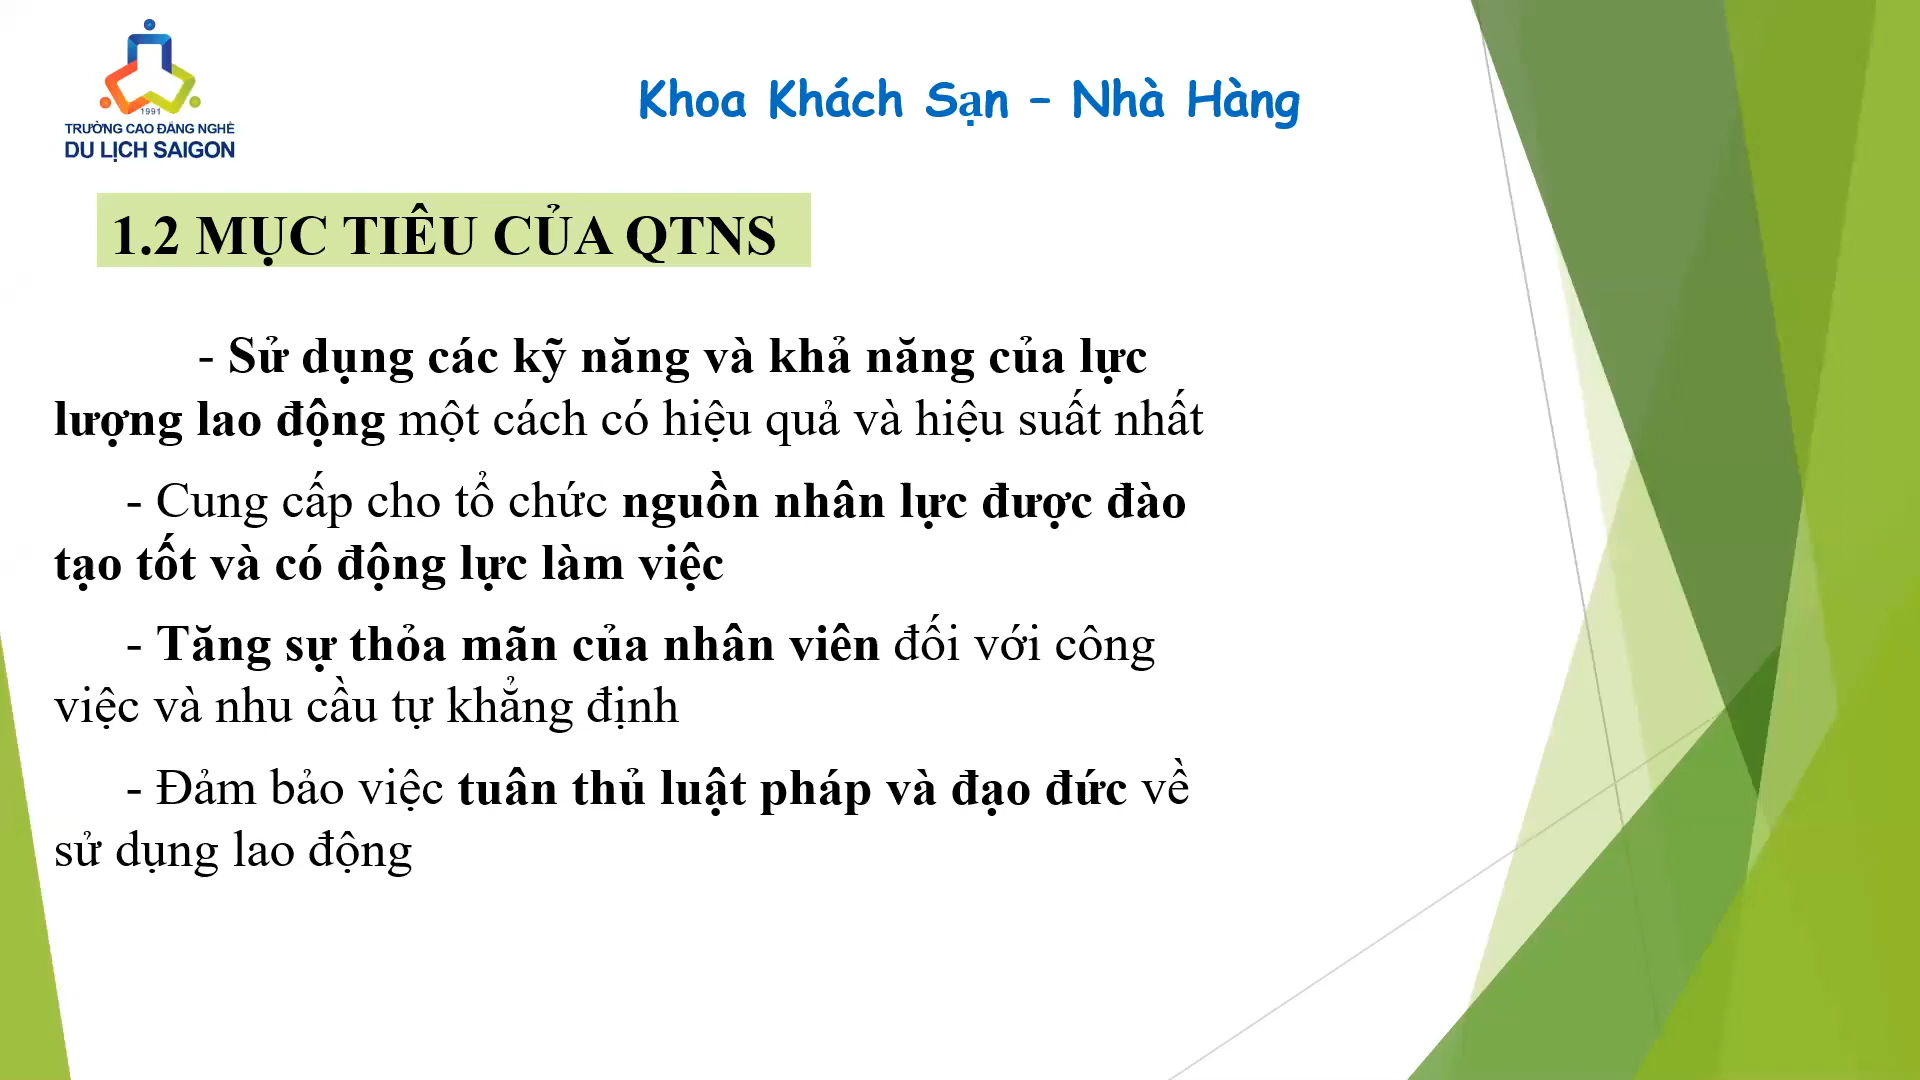 1991
TRƯỜNG CAO ĐẲNG NGHỀ
DU LỊCH SAIGON
Khoa Khách Sạn – Nhà Hàng
1.2 MỤC TIÊU CỦA QTNS
- Sử dụng các kỹ năng và khả năng của lực
lượng lao động một cách có hiệu quả và hiệu suất nhất
- Cung cấp cho tổ chức nguồn nhân lực được đào
tạo tốt và có động lực làm việc
- Tăng sự thỏa mãn của nhân viên đối với công
việc và nhu cầu tự khẳng định
- Đảm bảo việc tuân thủ luật pháp và đạo đức về
sử dụng lao động